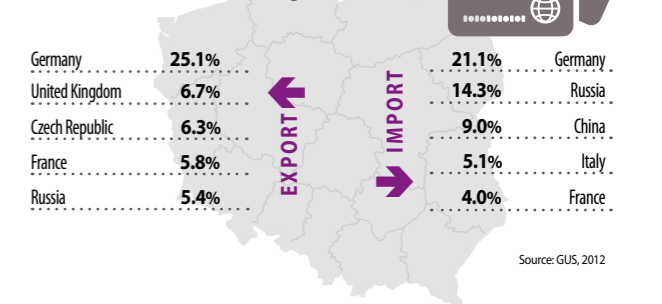 Germany 25.1%
United Kingdom 6.7%
Czech Republic 6.3%
France 5.8%
Russia 5.4%
EXPORT
IMPORT
21.1% Germany
14.3% Russia
9.0% China
5.1% Italy
4.0% France
Source: GUS, 2012